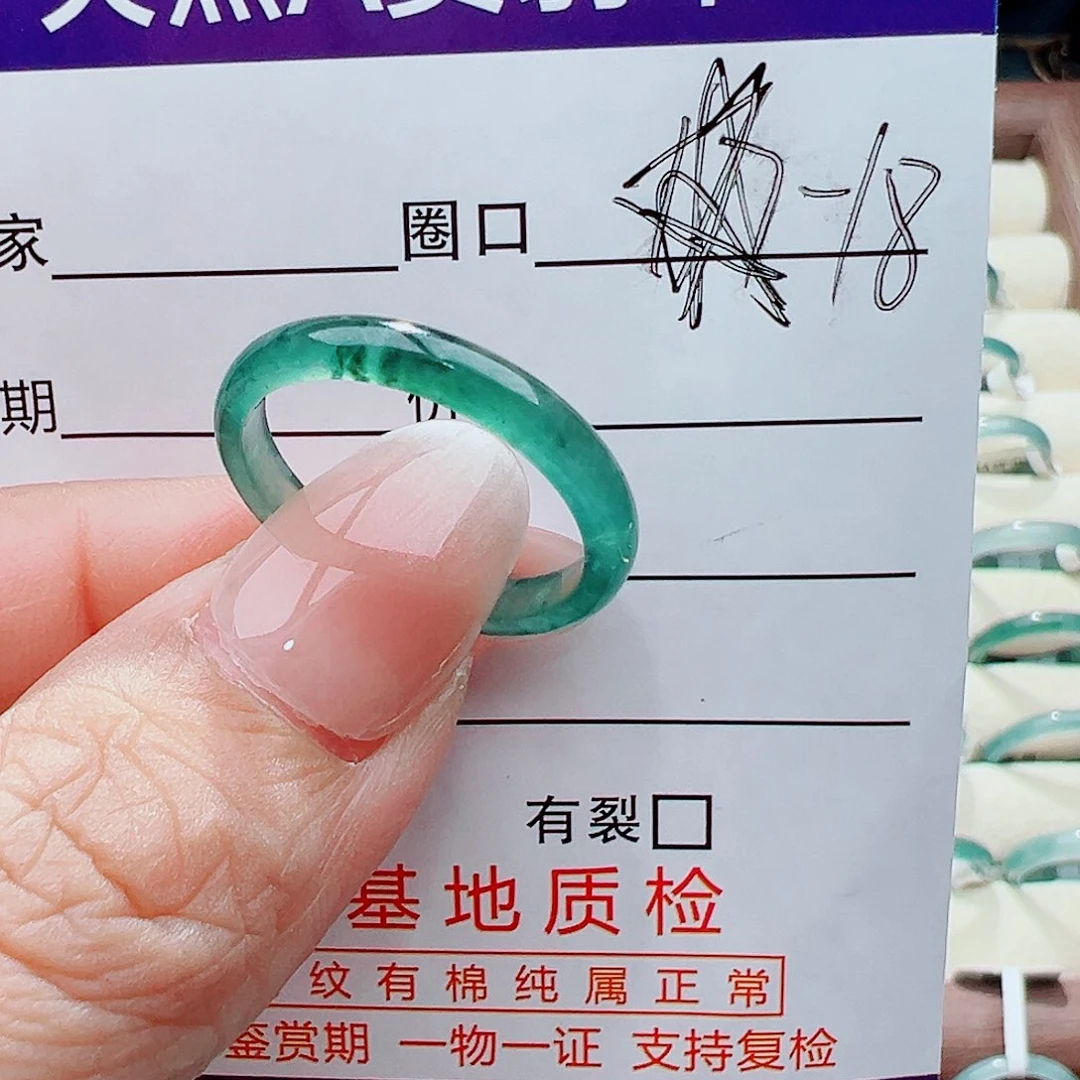 家 圈口 -18
期 价
有裂
基地质检
纹有棉纯属正常
鉴赏期 一物一证 支持复检